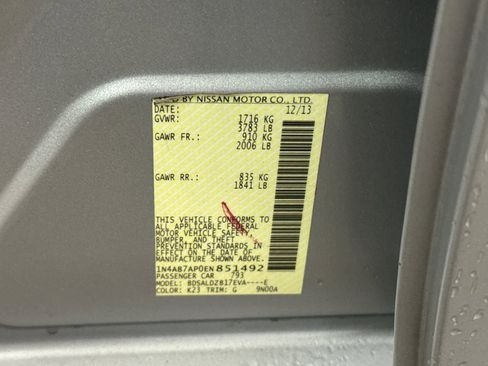 BY NISSAN MOTOR CO., LTD.
DATE: 12/13
GVWR: 1716 KG
3783 LB
GAWR FR: 910 KG
2006 LB
GAWR RR: 835 KG
1841 LB
THIS VEHICLE CONFORMS TO
ALL APPLICABLE FEDERAL
MOTOR VEHICLE SAFETY,
BUMPER, AND THEFT
PREVENTION STANDARDS IN
EFFECT ON THE DATE OF
MANUFACTURE SHOWN ABOVE.
1N4AB7AP0EN851492
PASSENGER CAR 793
MODEL: BDSALDZB17EVA----E
COLOR: K23 TRIM: G 9N00A